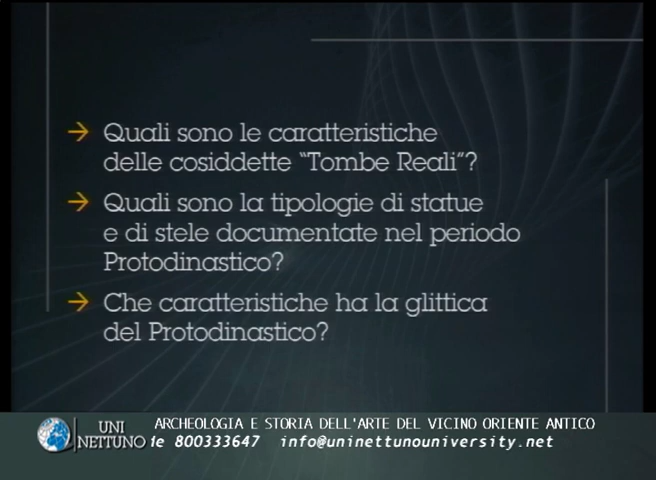 → Quali sono le caratteristiche
delle cosiddette "Tombe Reali"?
→ Quali sono la tipologie di statue
e di stele documentate nel periodo
Protodinastico?
→ Che caratteristiche ha la glittica
del Protodinastico?
ARCHEOLOGIA E STORIA DELL'ARTE DEL VICINO ORIENTE ANTICO
UNI
NETTUNO
le 800333647 info@uninettunouniversity.net